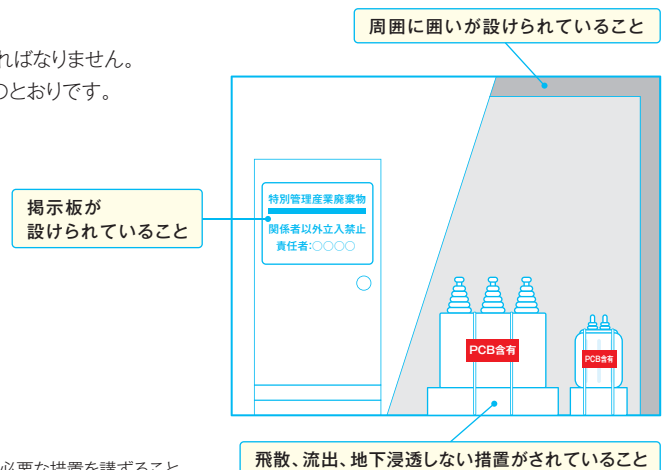 周囲に囲いが設けられていること
ればなりません。
のとおりです。
掲示板が
設けられていること
特別管理産業廃棄物
関係者以外立入禁止
責任者:○○○○
PCB含有
PCB含有
飛散、流出、地下浸透しない措置がされていること
必要な措置を講ずること